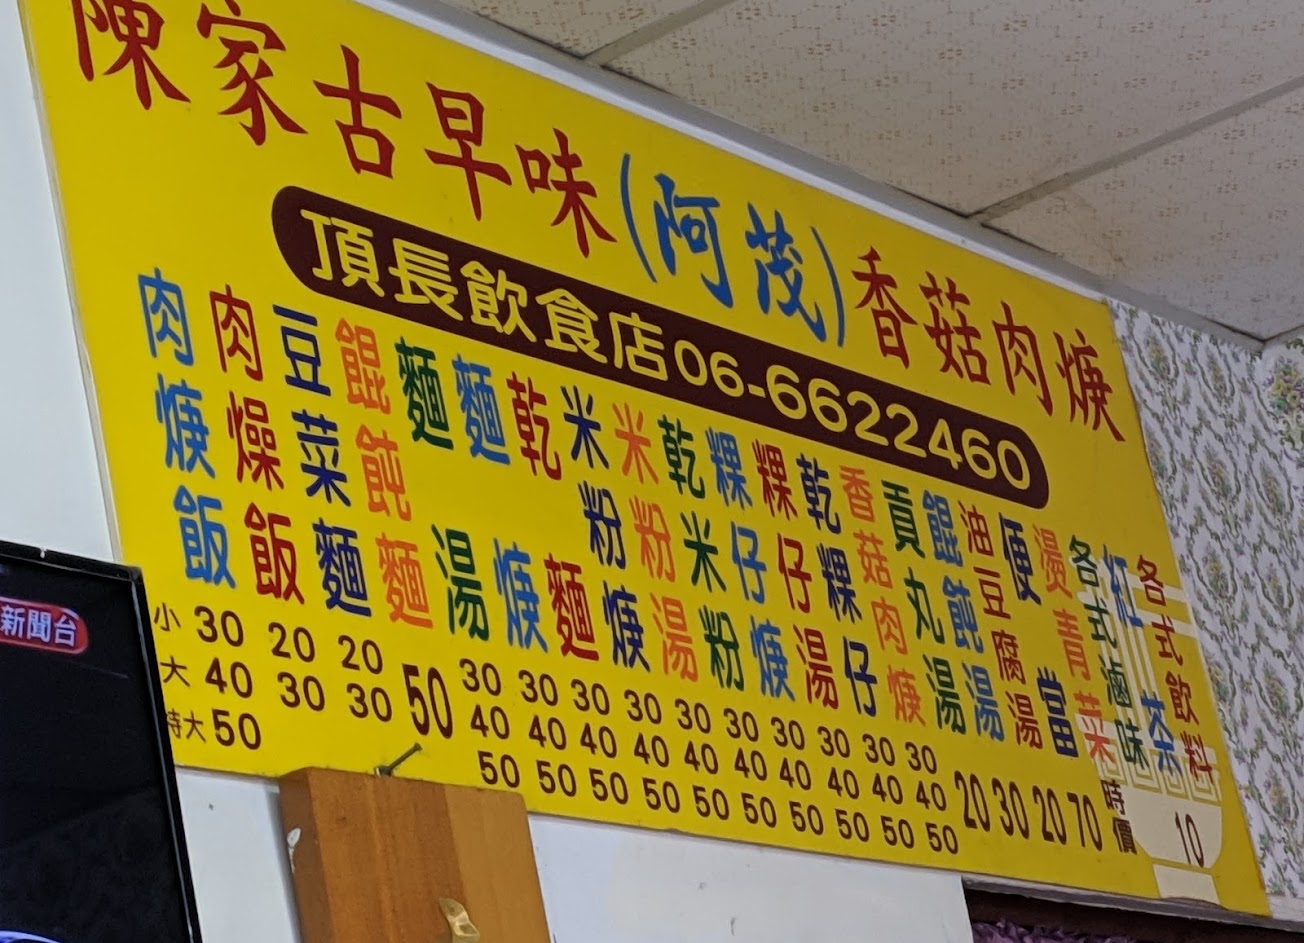 陳家古早味(阿茂)香菇肉焿
頂長飲食店06-6622460
肉焿飯
肉燥飯
豆菜麵
餛飩麵
麵湯
麵焿
乾麵
米粉焿
米粉湯
乾米粉
粿仔焿
粿仔湯
乾粿仔
香菇肉焿
貢丸湯
餛飩湯
油豆腐湯
便當
燙青菜
各式滷味
紅茶
各式飲料
小 30 20 20 50 30 30 30 30 30 30 30 30 30 30 20 30 20 70 時價 10
大 40 30 30 40 40 40 40 40 40 40 40 40 40
特大 50 50 50 50 50 50 50 50 50 50 50
新聞台